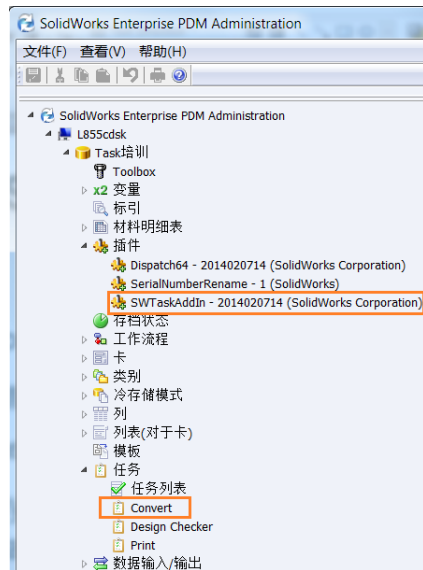 SolidWorks Enterprise PDM Administration
文件(F) 查看(V) 帮助(H)
SolidWorks Enterprise PDM Administration
L855cdsk
Task培训
Toolbox
x2 变量
标引
材料明细表
插件
Dispatch64 - 2014020714 (SolidWorks Corporation)
SerialNumberRename - 1 (SolidWorks)
SWTaskAddIn - 2014020714 (SolidWorks Corporation)
存档状态
工作流程
卡
类别
冷存储模式
列
列表(对于卡)
模板
任务
任务列表
Convert
Design Checker
Print
数据输入/输出